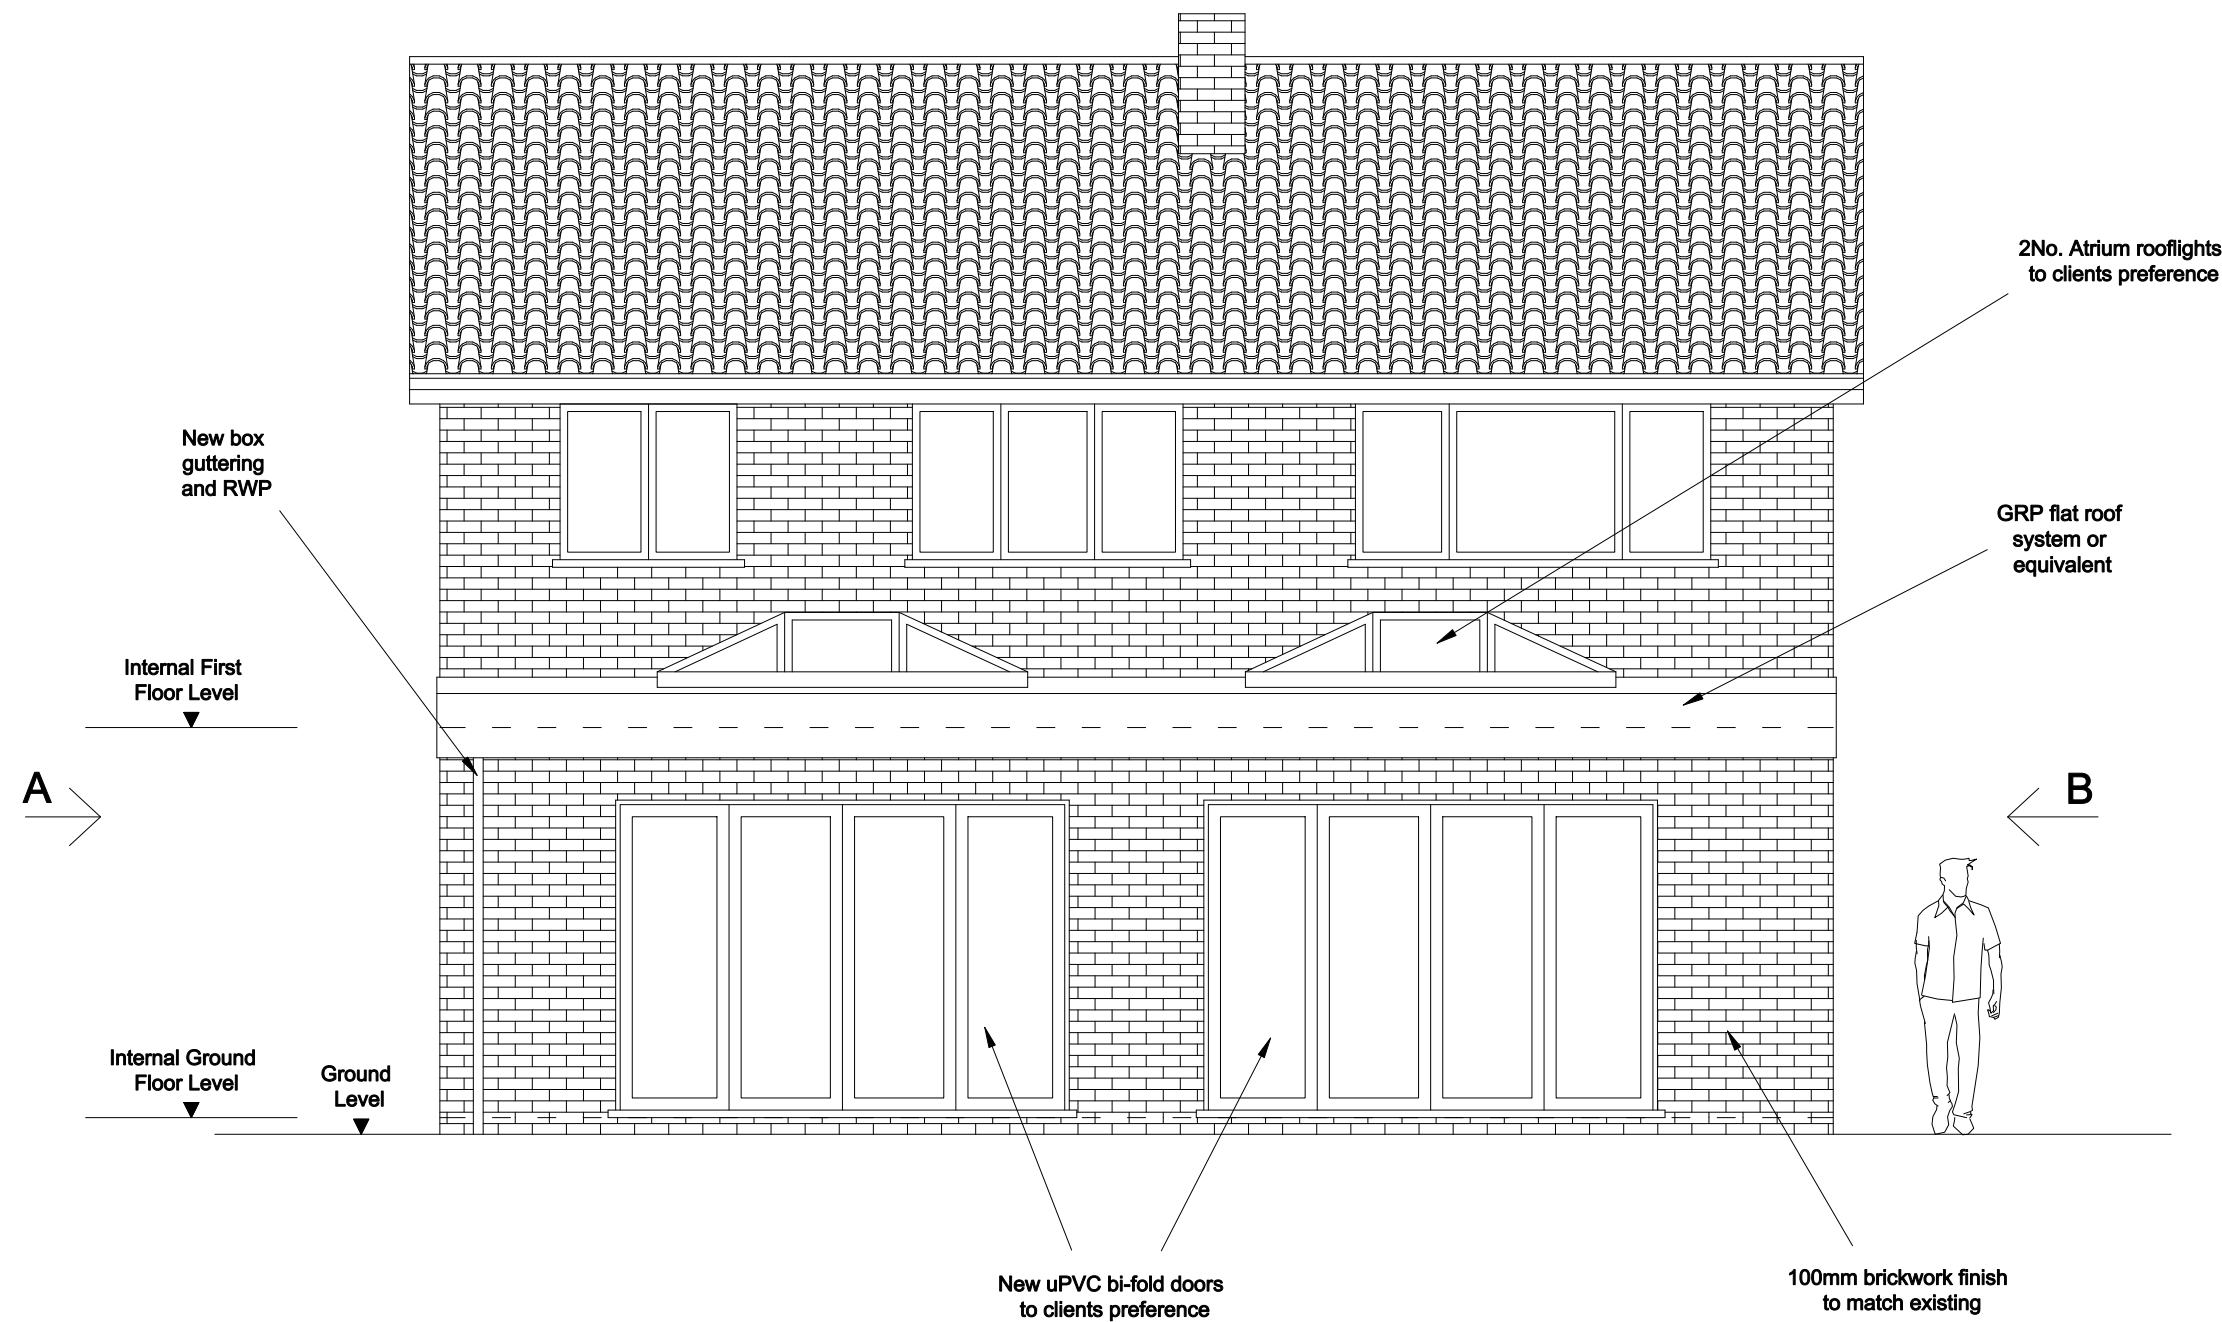 2No. Atrium rooflights
to clients preference
New box
guttering
and RWP
GRP flat roof
system or
equivalent
Internal First
Floor Level
A
B
Internal Ground
Floor Level
Ground
Level
New uPVC bi-fold doors
to clients preference
100mm brickwork finish
to match existing